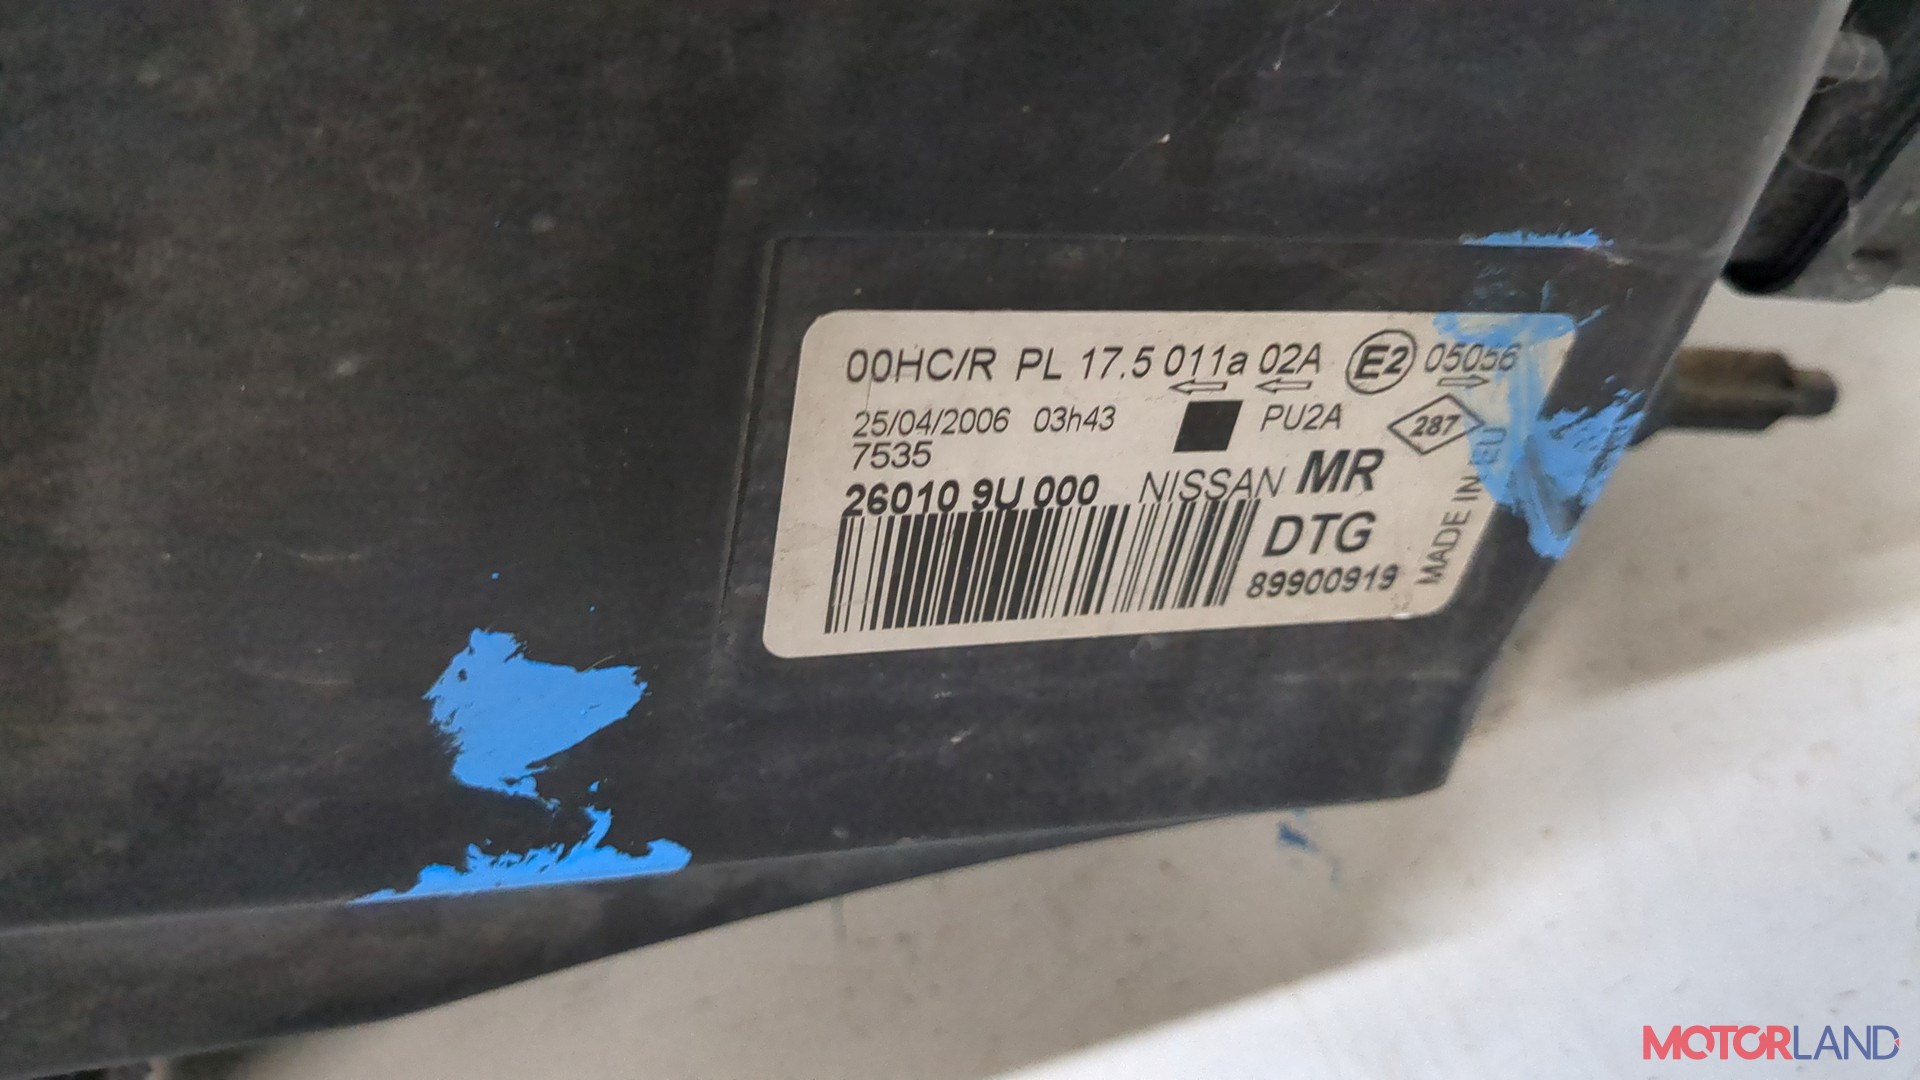 00HC/R PL 17.5 011a 02A E2 05056
25/04/2006 03h43 PU2A 287
7535
26010 9U 000 NISSAN MR
DTG
89900919
MADE IN EU
MOTORLAND